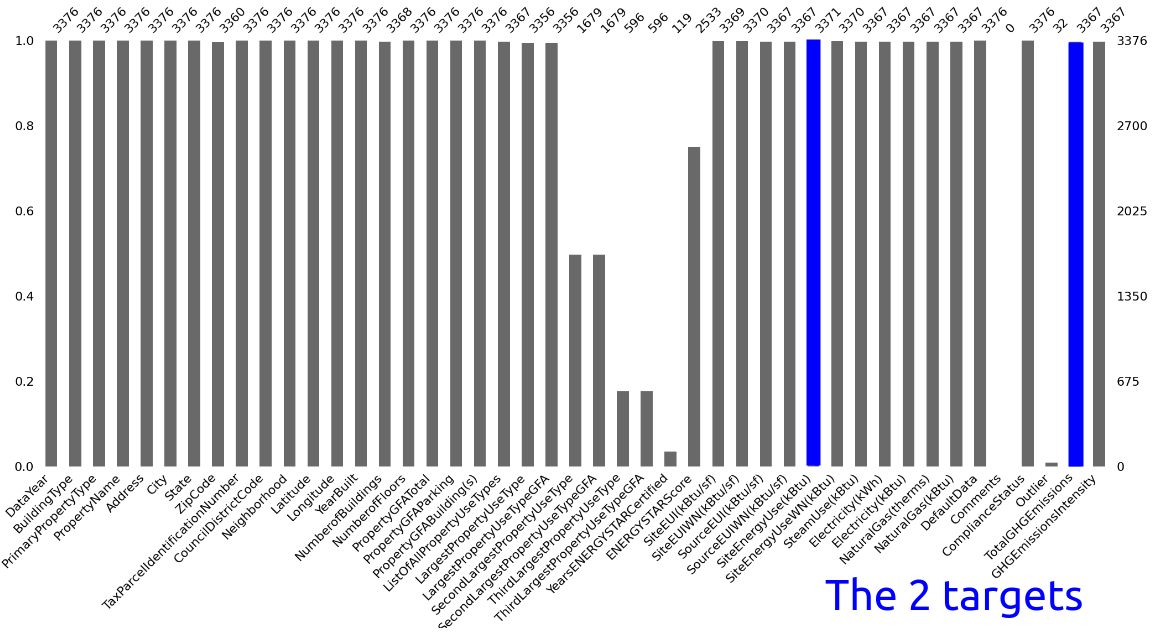 3376 3376 3376 3376 3376 3376 3376 3360 3376 3376 3376 3376 3376 3376 3368 3376 3376 3376 3376 3367 3356 3356 1679 1679 596 596 119 2533 3369 3370 3367 3367 3371 3370 3367 3367 3367 3367 3367 3376 0 3376 32 3367 3367
1.0
0.8
0.6
0.4
0.2
0.0
3376
2700
2025
1350
675
0
DataYear
BuildingType
PrimaryPropertyType
PropertyName
Address
City
State
ZipCode
TaxParcelIdentificationNumber
CouncilDistrictCode
Neighborhood
Latitude
Longitude
YearBuilt
NumberofBuildings
NumberofFloors
PropertyGFATotal
PropertyGFAParking
PropertyGFABuilding(s)
ListOfAllPropertyUseTypes
LargestPropertyUseType
LargestPropertyUseTypeGFA
SecondLargestPropertyUseType
SecondLargestPropertyUseTypeGFA
ThirdLargestPropertyUseType
ThirdLargestPropertyUseTypeGFA
YearsENERGYSTARCertified
ENERGYSTARScore
SiteEUI(kBtu/sf)
SiteEUIWN(kBtu/sf)
SourceEUI(kBtu/sf)
SourceEUIWN(kBtu/sf)
SiteEnergyUse(kBtu)
SiteEnergyUseWN(kBtu)
SteamUse(kBtu)
Electricity(kWh)
Electricity(kBtu)
NaturalGas(therms)
NaturalGas(kBtu)
DefaultData
Comments
ComplianceStatus
Outlier
TotalGHGEmissions
GHGEmissionsIntensity
The 2 targets